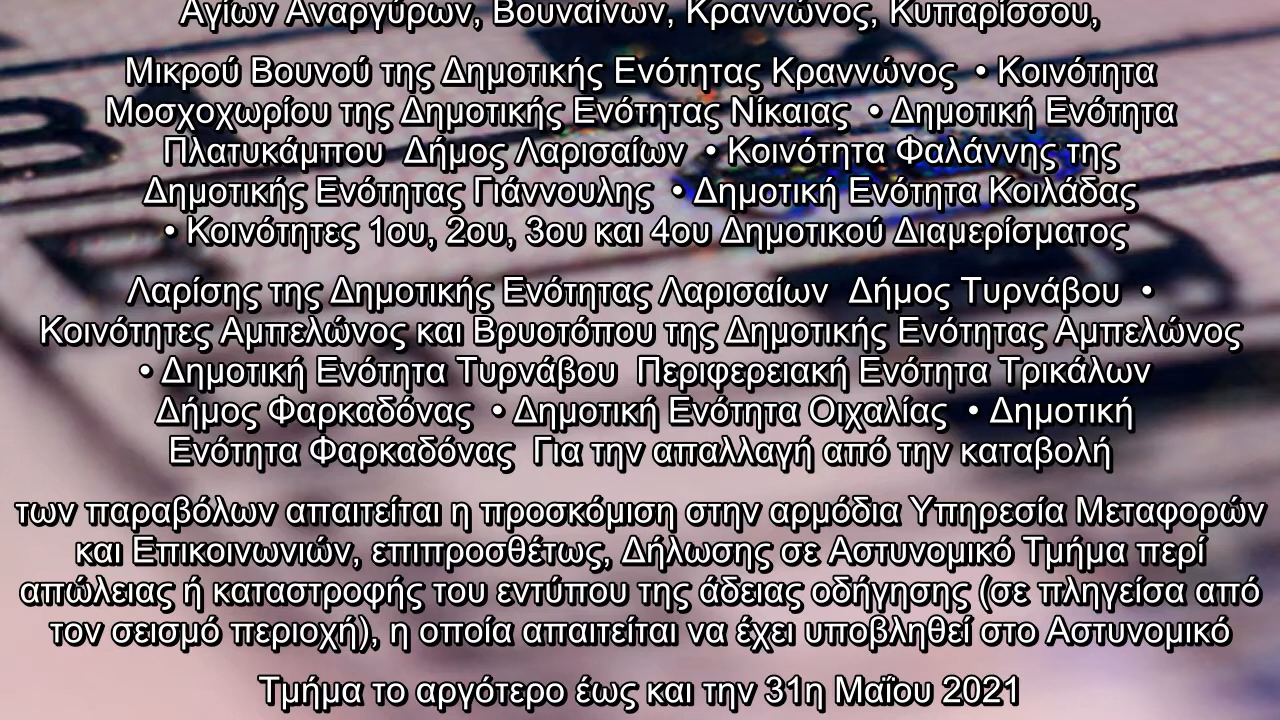 Αγίων Αναργύρων, Βουναίνων, Κραννώνος, Κυπαρίσσου,
Μικρού Βουνού της Δημοτικής Ενότητας Κραννώνος • Κοινότητα
Μοσχοχωρίου της Δημοτικής Ενότητας Νίκαιας • Δημοτική Ενότητα
Πλατυκάμπου Δήμος Λαρισαίων • Κοινότητα Φαλάννης της
Δημοτικής Ενότητας Γιάννουλης • Δημοτική Ενότητα Κοιλάδας
• Κοινότητες 1ου, 2ου, 3ου και 4ου Δημοτικού Διαμερίσματος
Λαρίσης της Δημοτικής Ενότητας Λαρισαίων Δήμος Τυρνάβου •
Κοινότητες Αμπελώνος και Βρυοτόπου της Δημοτικής Ενότητας Αμπελώνος
• Δημοτική Ενότητα Τυρνάβου Περιφερειακή Ενότητα Τρικάλων
Δήμος Φαρκαδόνας • Δημοτική Ενότητα Οιχαλίας • Δημοτική
Ενότητα Φαρκαδόνας Για την απαλλαγή από την καταβολή
των παραβόλων απαιτείται η προσκόμιση στην αρμόδια Υπηρεσία Μεταφορών
και Επικοινωνιών, επιπροσθέτως, Δήλωσης σε Αστυνομικό Τμήμα περί
απώλειας ή καταστροφής του εντύπου της άδειας οδήγησης (σε πληγείσα από
τον σεισμό περιοχή), η οποία απαιτείται να έχει υποβληθεί στο Αστυνομικό
Τμήμα το αργότερο έως και την 31η Μαΐου 2021